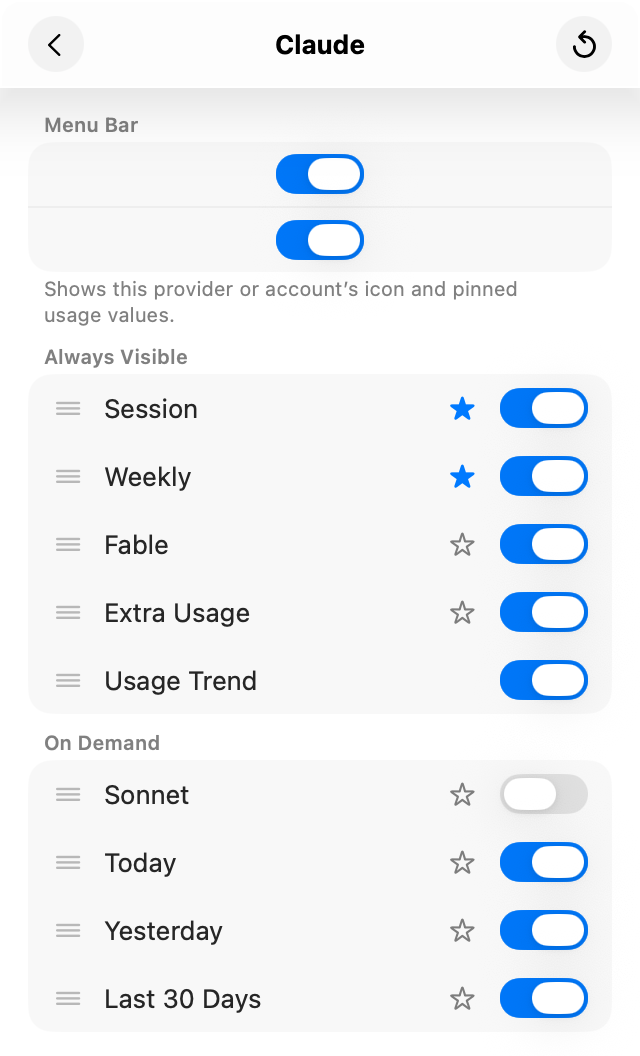 Claude
Menu Bar
Shows this provider or account’s icon and pinned
usage values.
Always Visible
Session
Weekly
Fable
Extra Usage
Usage Trend
On Demand
Sonnet
Today
Yesterday
Last 30 Days